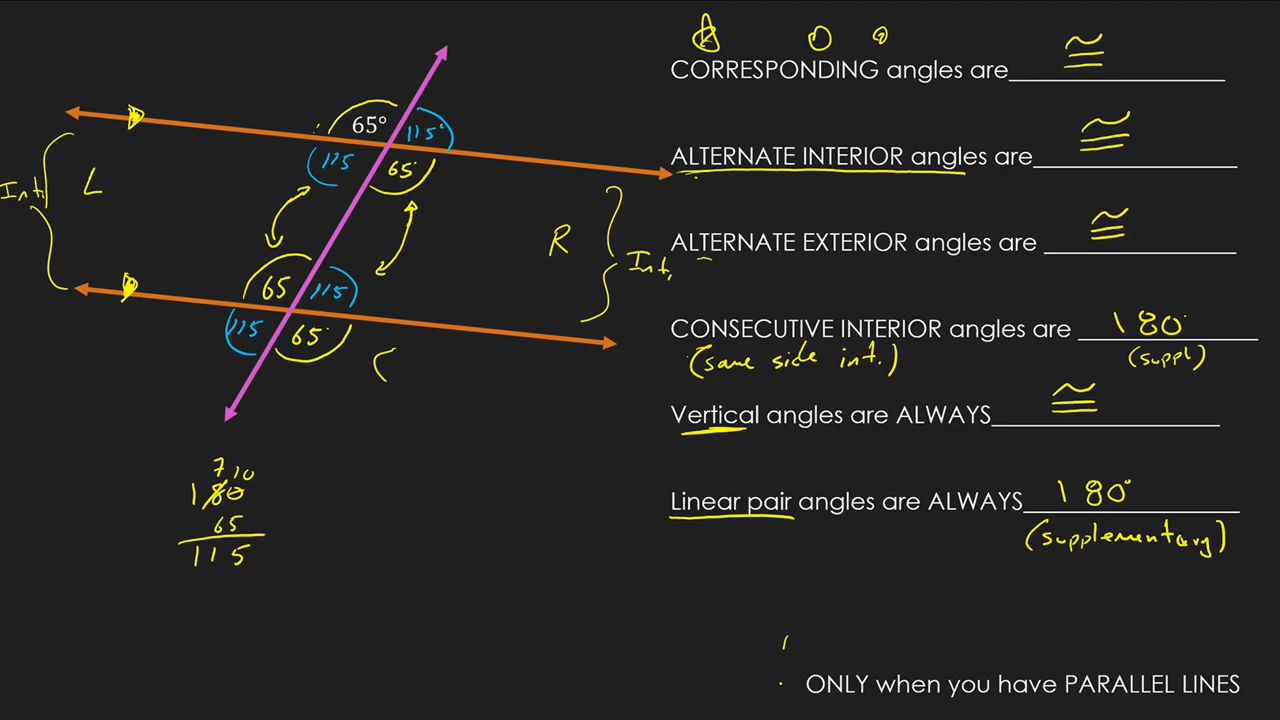 CORRESPONDING angles are ≅
ALTERNATE INTERIOR angles are ≅
ALTERNATE EXTERIOR angles are ≅
CONSECUTIVE INTERIOR angles are 180°
(same side int.) (suppl)
Vertical angles are ALWAYS ≅
Linear pair angles are ALWAYS 180°
(supplementary)
ONLY when you have PARALLEL LINES
65° 115°
115 65°
Int. L
R Int.
65 115
115 65°
7 10
180
65
115